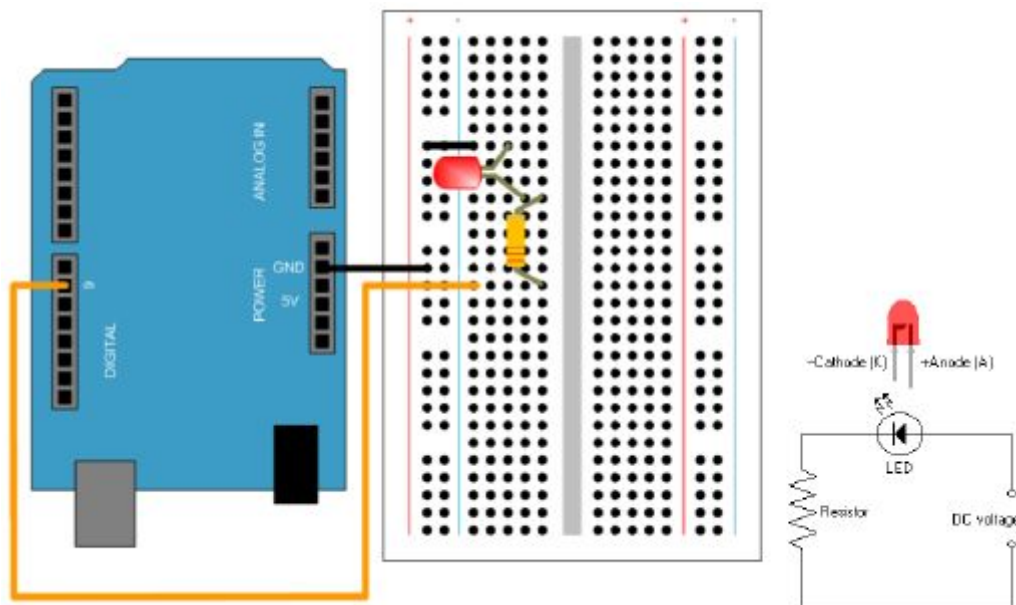 +
-
+
-
ANALOG IN
9
GND
5V
POWER
DIGITAL
-Cathode (K)
+Anode (A)
LED
Resistor
DC voltage